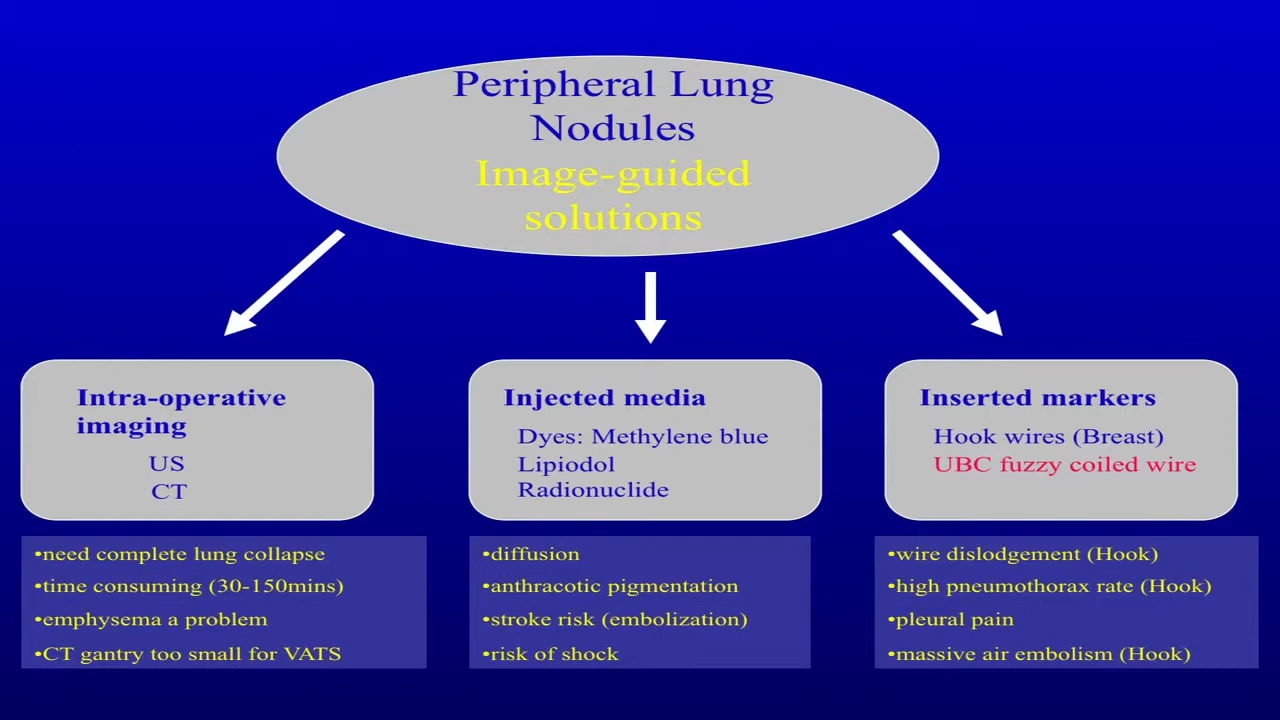 Peripheral Lung
Nodules
Image-guided
solutions
Intra-operative
imaging
US
CT
•need complete lung collapse
•time consuming (30-150mins)
•emphysema a problem
•CT gantry too small for VATS
Injected media
Dyes: Methylene blue
Lipiodol
Radionuclide
•diffusion
•anthracotic pigmentation
•stroke risk (embolization)
•risk of shock
Inserted markers
Hook wires (Breast)
UBC fuzzy coiled wire
•wire dislodgement (Hook)
•high pneumothorax rate (Hook)
•pleural pain
•massive air embolism (Hook)